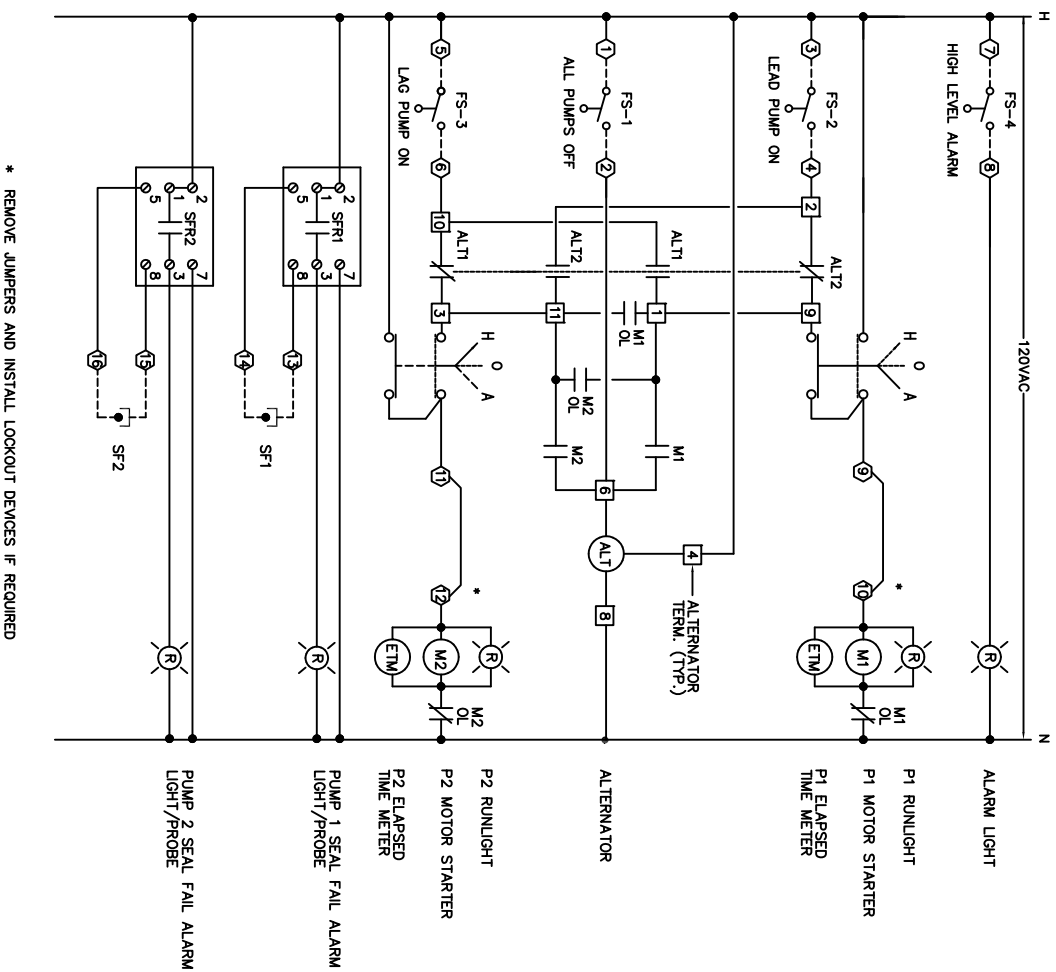 H
120VAC
N
7
FS-4
HIGH LEVEL ALARM
8
R
ALARM LIGHT
3
FS-2
LEAD PUMP ON
4
2
ALT2
9
H
O
A
9
*
10
R
M1
ETM
M1
OL
P1 RUNLIGHT
P1 MOTOR STARTER
P1 ELAPSED
TIME METER
4
ALTERNATOR
TERM. (TYP.)
1
FS-1
ALL PUMPS OFF
2
ALT1
1
M1
OL
M1
ALT2
11
M2
OL
M2
6
ALT
8
ALTERNATOR
5
FS-3
LAG PUMP ON
6
10
ALT1
3
H
O
A
11
*
12
R
M2
ETM
M2
OL
P2 RUNLIGHT
P2 MOTOR STARTER
P2 ELAPSED
TIME METER
2
7
1
SFR1
3
5
8
13
14
SF1
R
PUMP 1 SEAL FAIL ALARM
LIGHT/PROBE
2
7
1
SFR2
3
5
8
15
16
SF2
R
PUMP 2 SEAL FAIL ALARM
LIGHT/PROBE
* REMOVE JUMPERS AND INSTALL LOCKOUT DEVICES IF REQUIRED